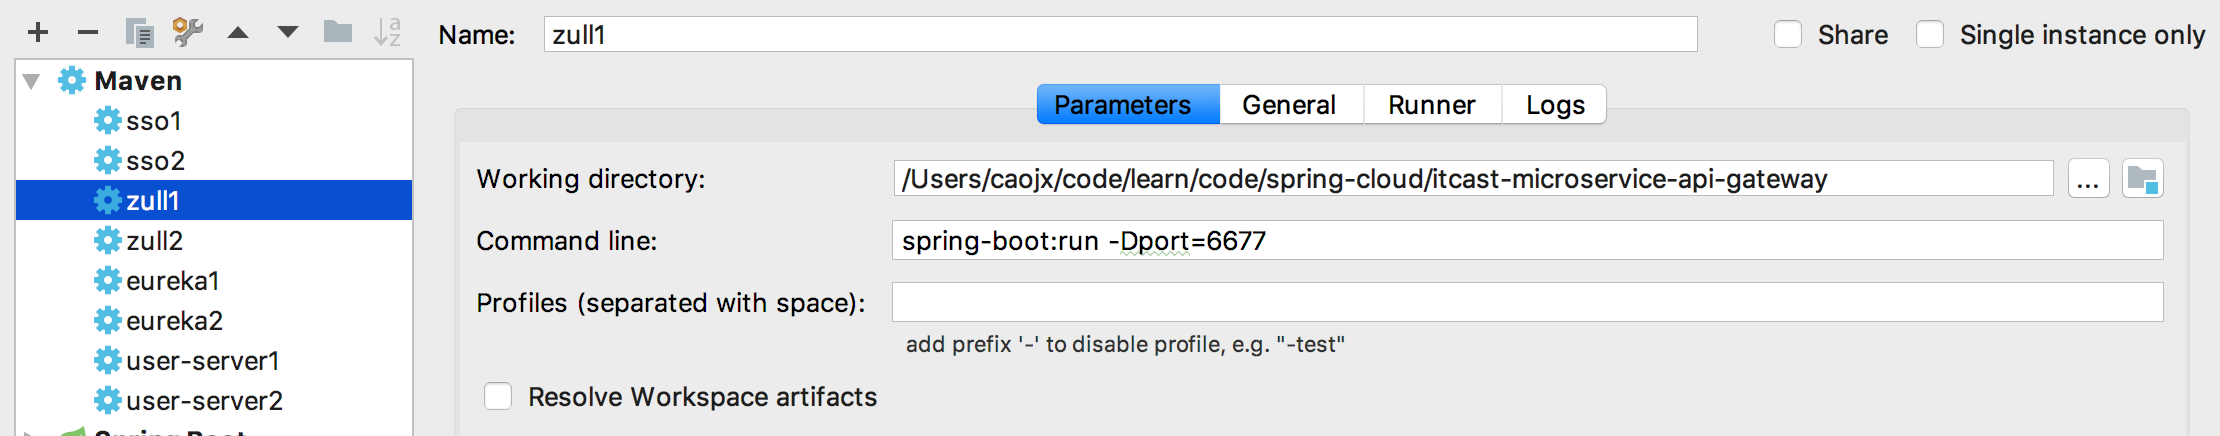 Name: zull1 Share Single instance only
Maven
sso1
sso2
zull1
zull2
eureka1
eureka2
user-server1
user-server2
Spring Boot
Parameters General Runner Logs
Working directory: /Users/caojx/code/learn/code/spring-cloud/itcast-microservice-api-gateway ...
Command line: spring-boot:run -Dport=6677
Profiles (separated with space):
add prefix '-' to disable profile, e.g. "-test"
Resolve Workspace artifacts